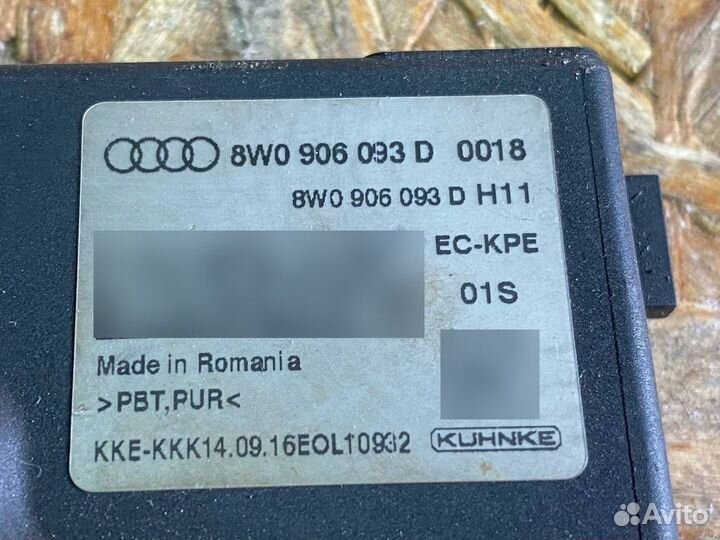 8W0 906 093 D 0018
8W0 906 093 D H11
EC-KPE
01S
Made in Romania
>PBT,PUR<
KKE-KKK14.09.16EOL10932
KUHNKE
Avito